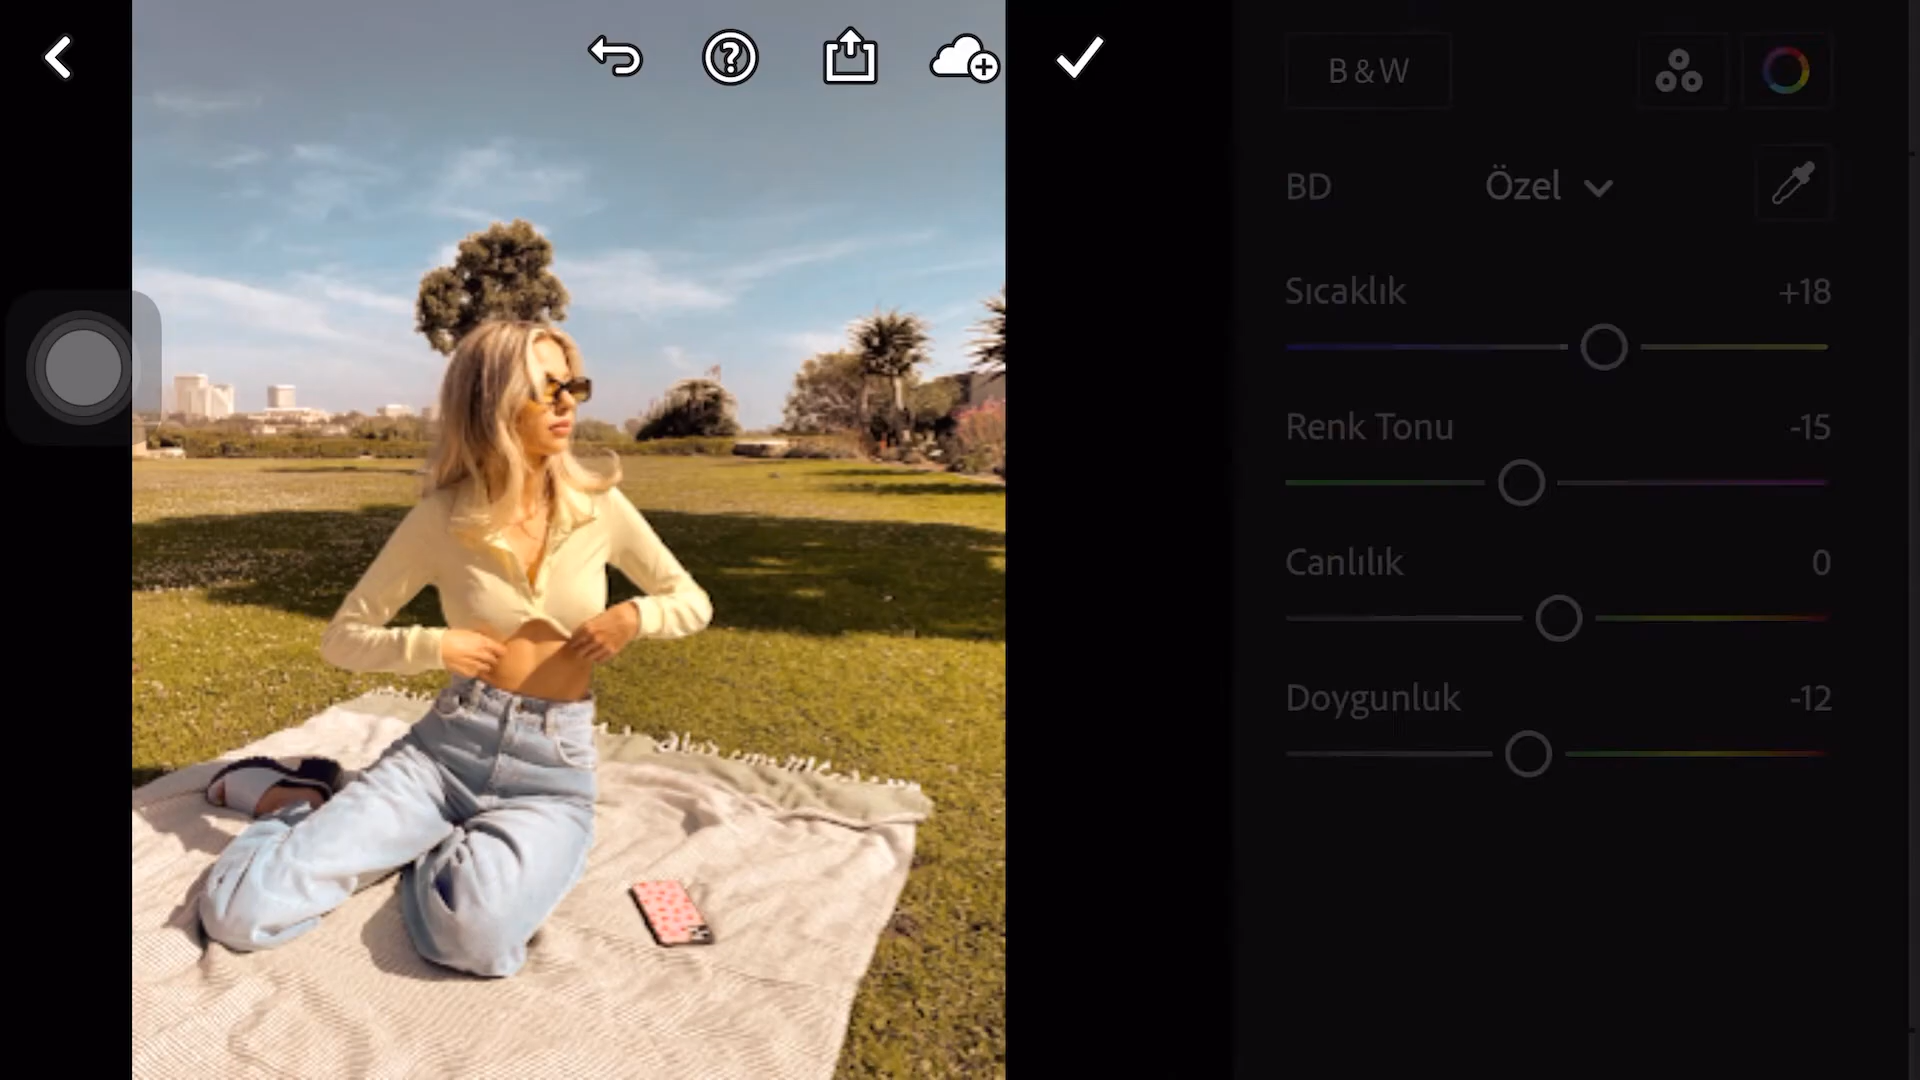 B&W
BD Özel
Sıcaklık +18
Renk Tonu -15
Canlılık 0
Doygunluk -12